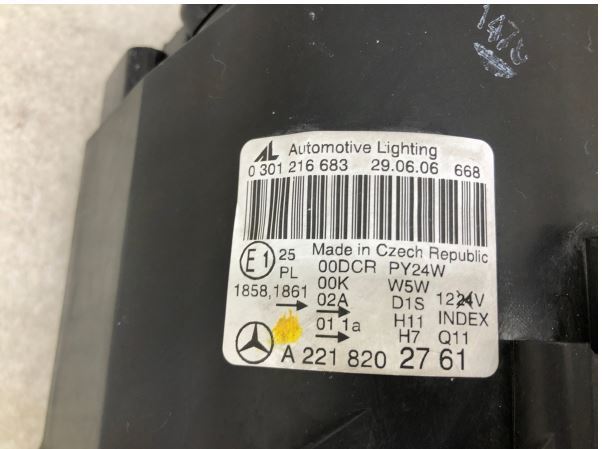 1478
AL Automotive Lighting
0 301 216 683 29.06.06 668
Made in Czech Republic
E1 25 00DCR PY24W
PL 00K W5W
1858,1861 02A D1S 12 24V
01 1a H11 INDEX
H7 Q11
A 221 820 27 61